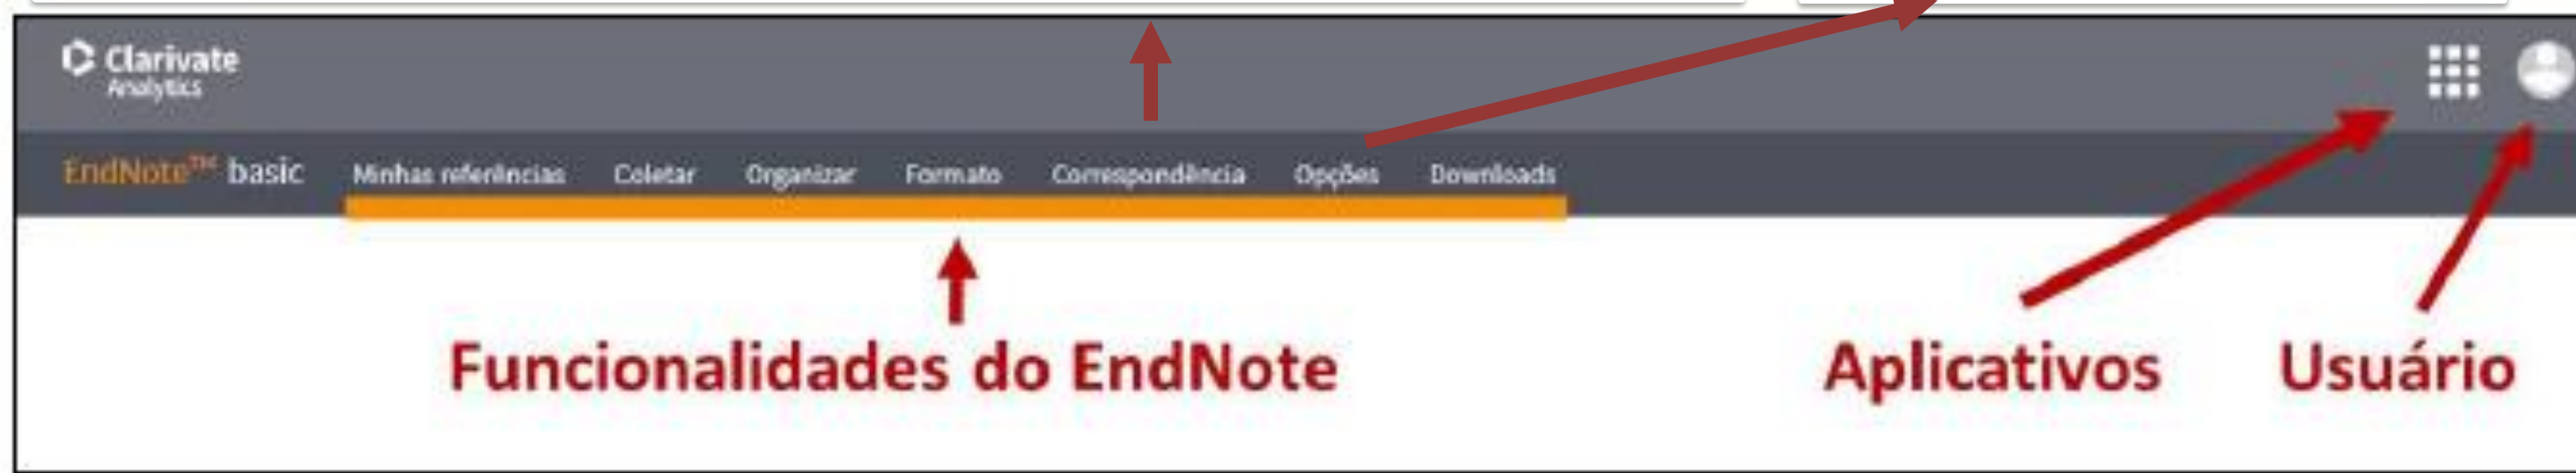 Clarivate
Analytics
EndNote™ basic Minhas referências Coletar Organizar Formato Correspondência Opções Downloads
Funcionalidades do EndNote Aplicativos Usuário